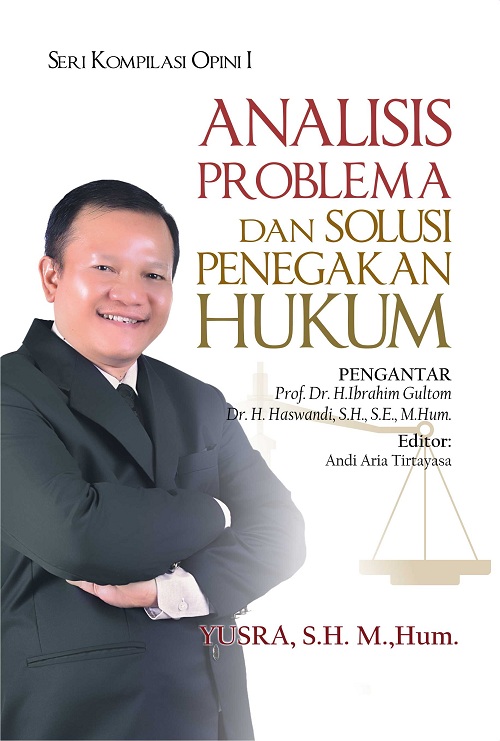 SERI KOMPILASI OPINI I
ANALISIS
PROBLEMA
DAN SOLUSI
PENEGAKAN
HUKUM
PENGANTAR
Prof. Dr. H.Ibrahim Gultom
Dr. H. Haswandi, S.H., S.E., M.Hum.
Editor:
Andi Aria Tirtayasa
YUSRA, S.H. M.,Hum.